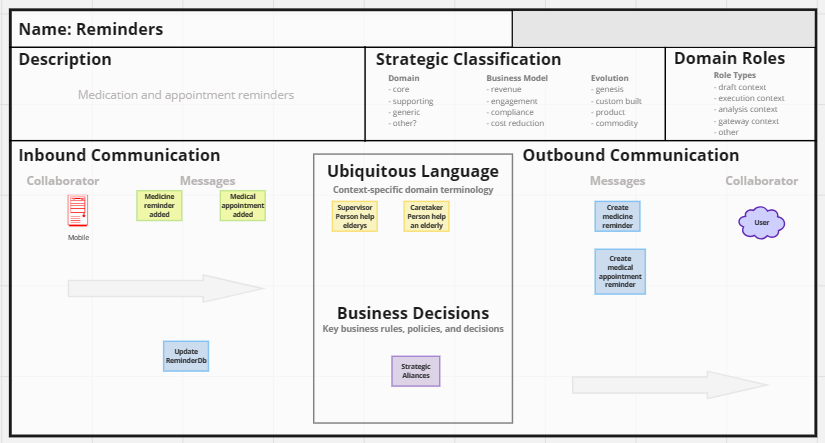 Name: Reminders
Description
Medication and appointment reminders
Strategic Classification
Domain
- core
- supporting
- generic
- other?
Business Model
- revenue
- engagement
- compliance
- cost reduction
Evolution
- genesis
- custom built
- product
- commodity
Domain Roles
Role Types
- draft context
- execution context
- analysis context
- gateway context
- other
Inbound Communication
Collaborator
Messages
Mobile
Medicine
reminder
added
Medical
appointment
added
Update
ReminderDb
Ubiquitous Language
Context-specific domain terminology
Supervisor
Person help
elderys
Caretaker
Person help
an elderly
Business Decisions
Key business rules, policies, and decisions
Strategic
Aliances
Outbound Communication
Messages
Collaborator
Create
medicine
reminder
Create
medical
appointment
reminder
User